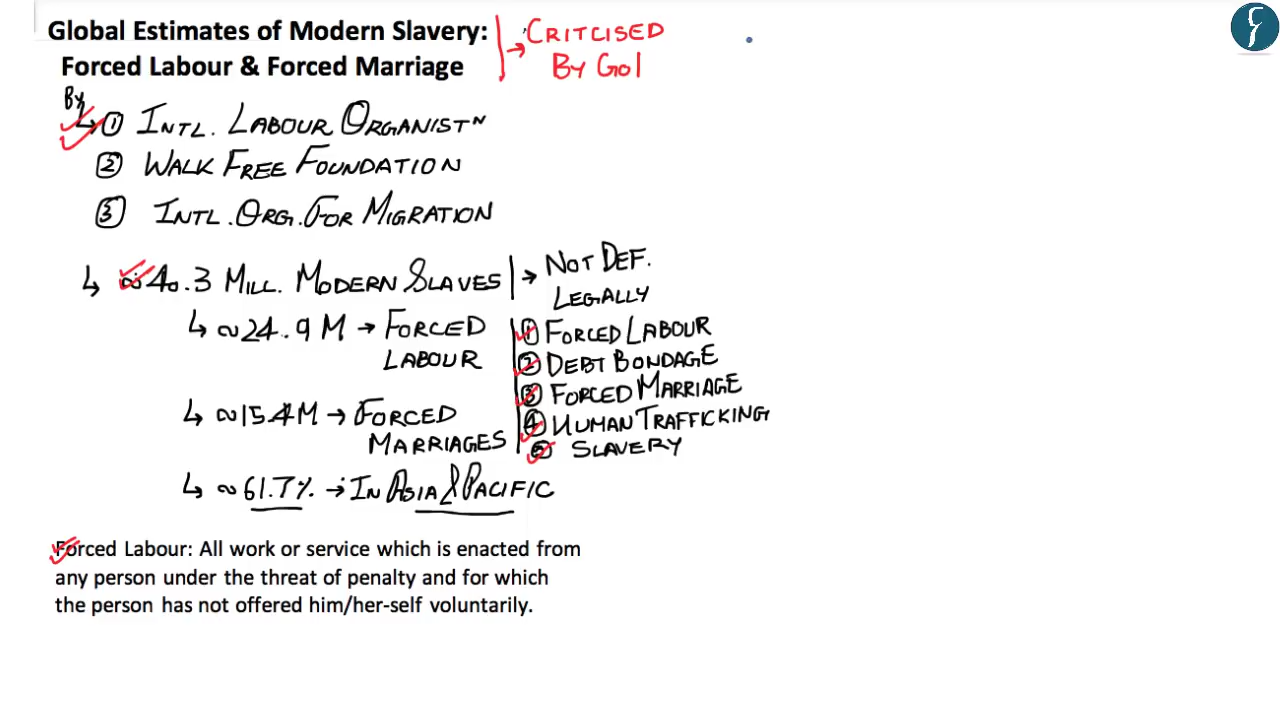 Global Estimates of Modern Slavery:
Forced Labour & Forced Marriage
→ CRITCISED
BY GOI
By
↳ ① INTL. LABOUR ORGANISTN
② WALK FREE FOUNDATION
③ INTL. ORG. FOR MIGRATION
↳ ~40.3 MILL. MODERN SLAVES
→ NOT DEF.
LEGALLY
↳ ~24.9 M → FORCED
LABOUR
↳ ~15.4M → FORCED
MARRIAGES
① FORCED LABOUR
② DEBT BONDAGE
③ FORCED MARRIAGE
④ HUMAN TRAFFICKING
⑤ SLAVERY
↳ ~61.7% → IN ASIA & PACIFIC
Forced Labour: All work or service which is enacted from
any person under the threat of penalty and for which
the person has not offered him/her-self voluntarily.